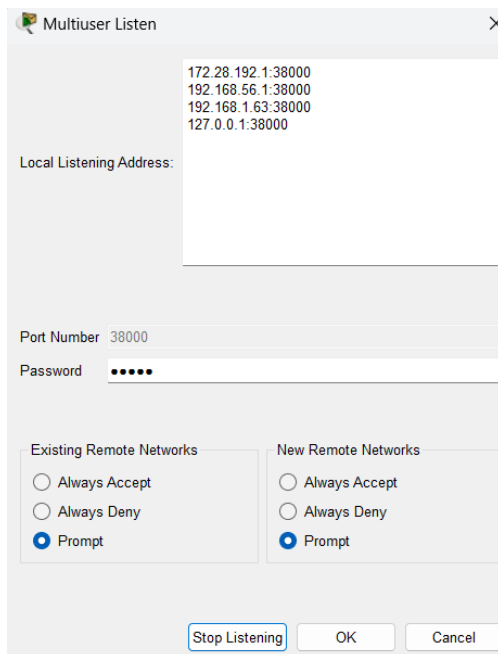 Multiuser Listen
172.28.192.1:38000
192.168.56.1:38000
192.168.1.63:38000
127.0.0.1:38000
Local Listening Address:
Port Number 38000
Password •••••
Existing Remote Networks
Always Accept
Always Deny
Prompt
New Remote Networks
Always Accept
Always Deny
Prompt
Stop Listening OK Cancel